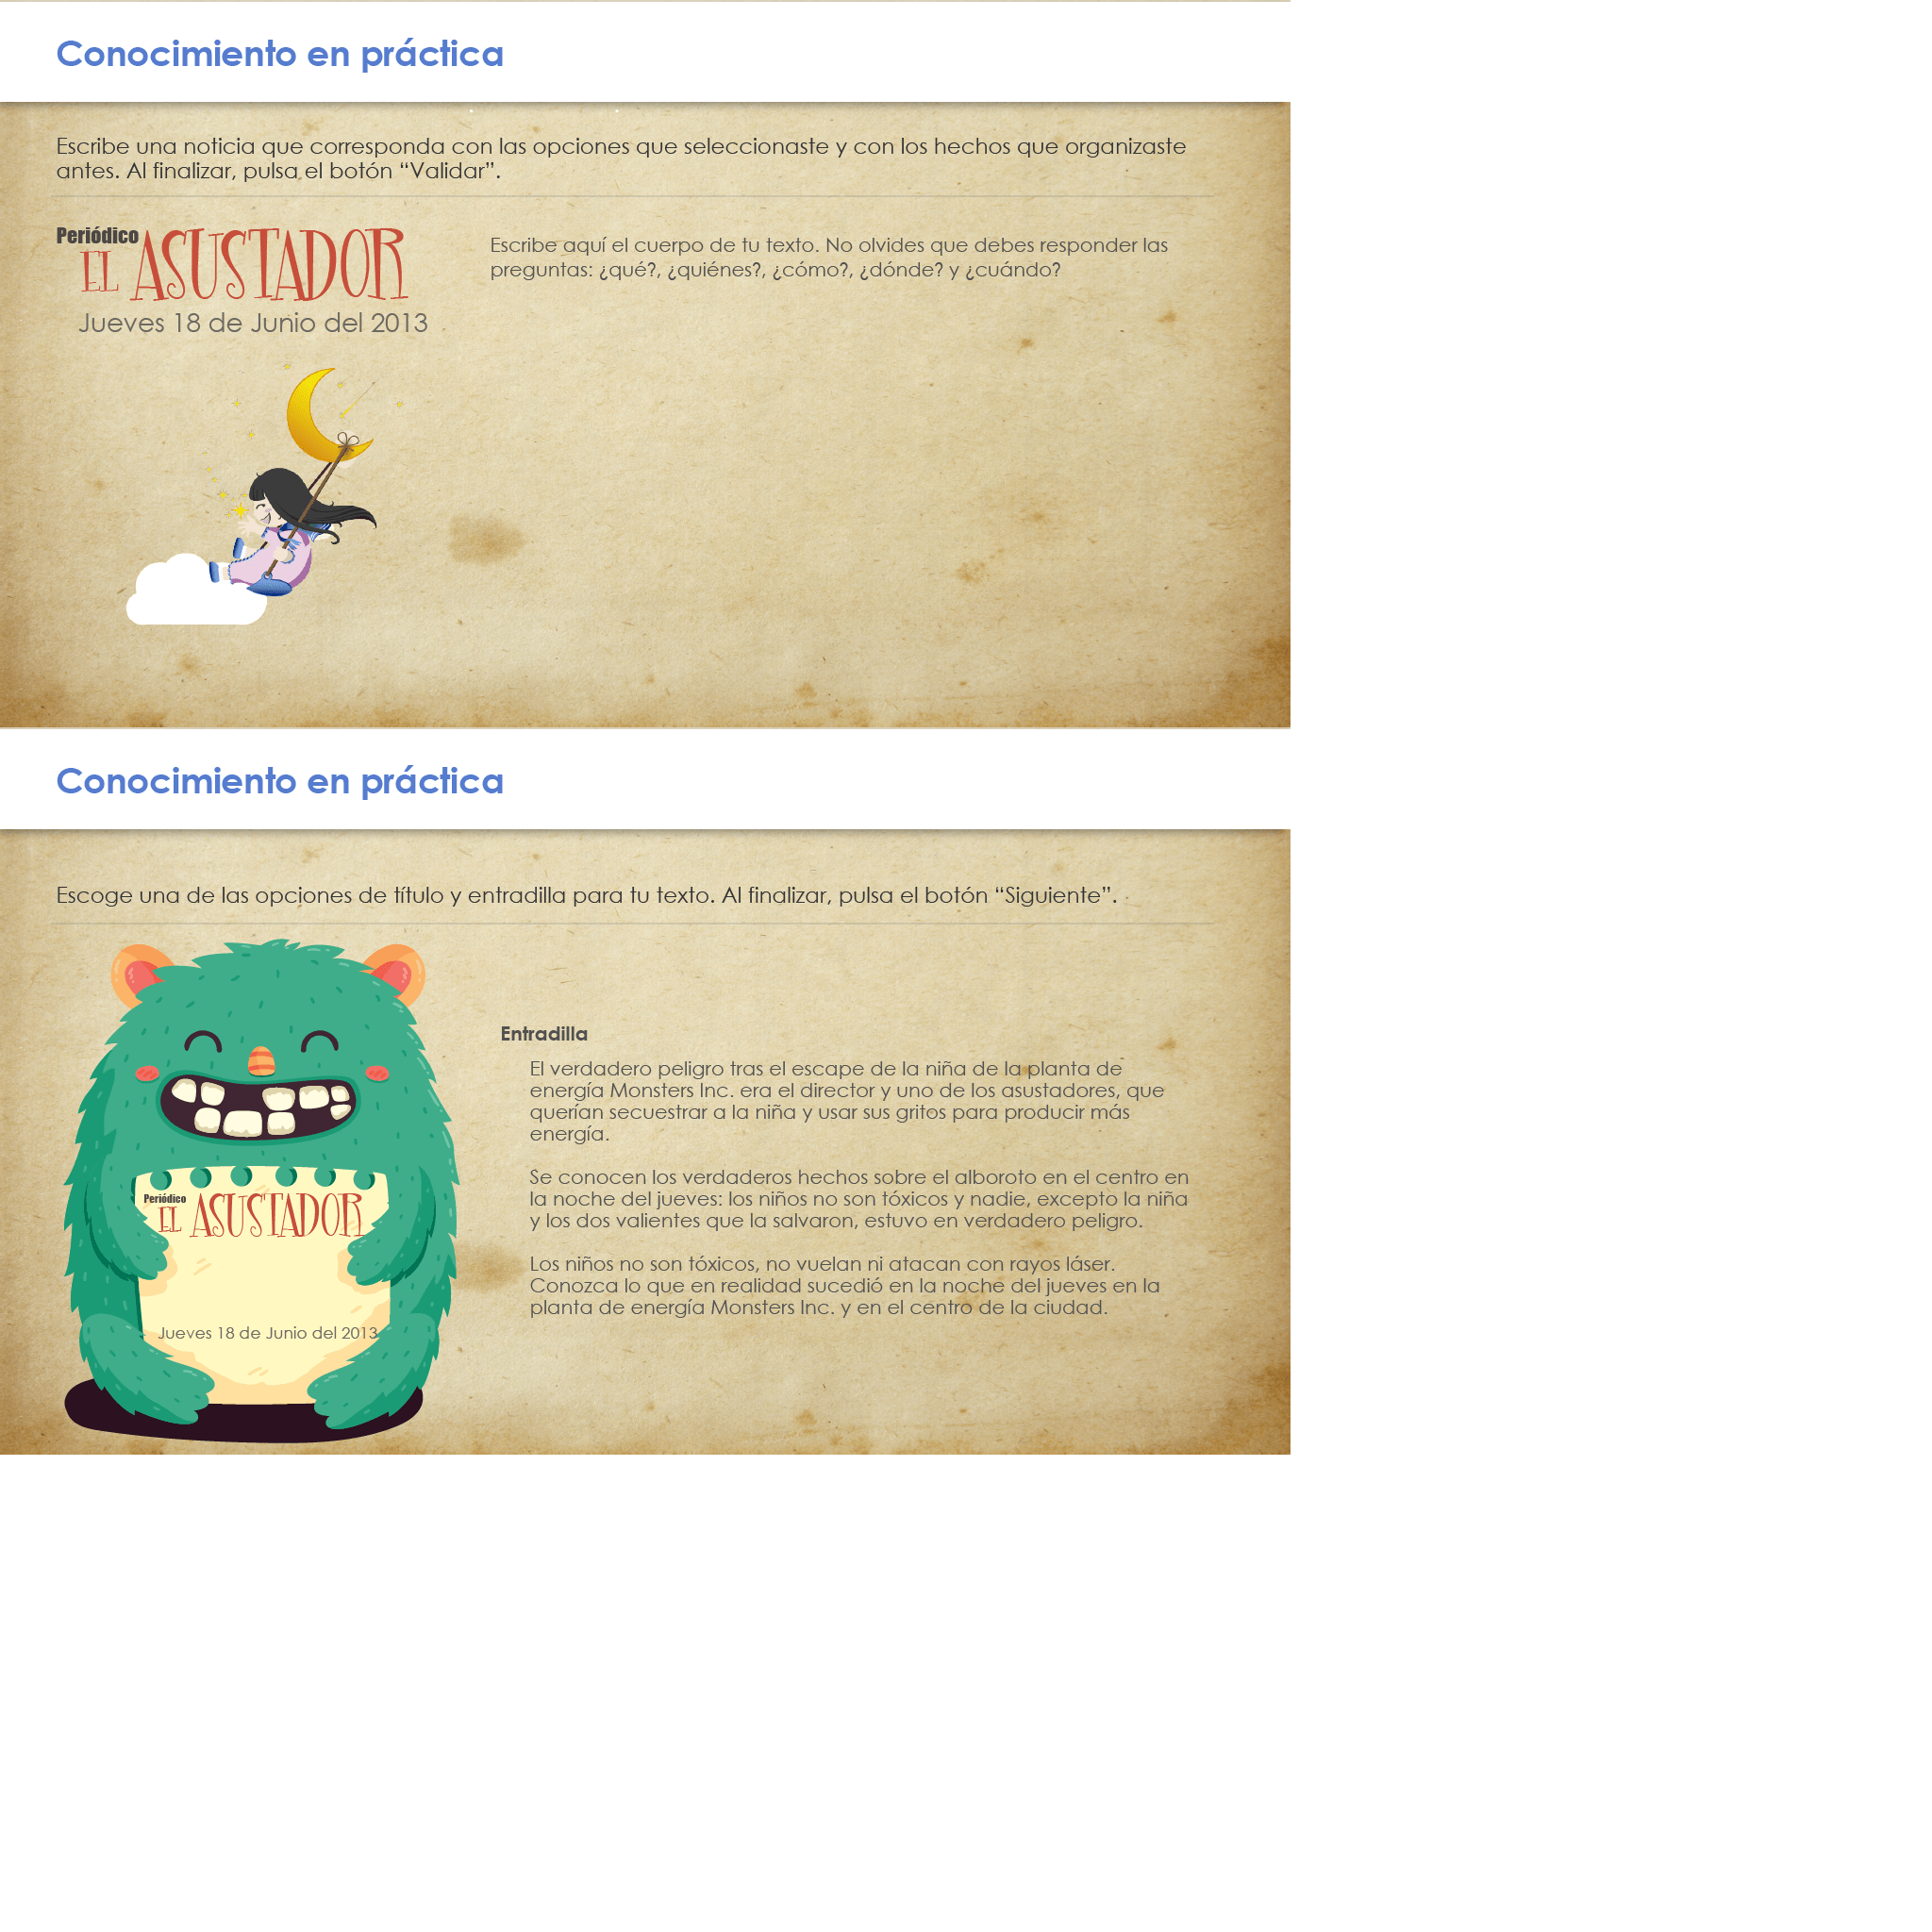 Conocimiento en práctica
Escribe una noticia que corresponda con las opciones que seleccionaste y con los hechos que organizaste
antes. Al finalizar, pulsa el botón “Validar”.
Periódico
EL ASUSTADOR
Jueves 18 de Junio del 2013
Escribe aquí el cuerpo de tu texto. No olvides que debes responder las
preguntas: ¿qué?, ¿quiénes?, ¿cómo?, ¿dónde? y ¿cuándo?
Conocimiento en práctica
Escoge una de las opciones de título y entradilla para tu texto. Al finalizar, pulsa el botón “Siguiente”.
Periódico
EL ASUSTADOR
Jueves 18 de Junio del 2013
Entradilla
El verdadero peligro tras el escape de la niña de la planta de
energía Monsters Inc. era el director y uno de los asustadores, que
querían secuestrar a la niña y usar sus gritos para producir más
energía.
Se conocen los verdaderos hechos sobre el alboroto en el centro en
la noche del jueves: los niños no son tóxicos y nadie, excepto la niña
y los dos valientes que la salvaron, estuvo en verdadero peligro.
Los niños no son tóxicos, no vuelan ni atacan con rayos láser.
Conozca lo que en realidad sucedió en la noche del jueves en la
planta de energía Monsters Inc. y en el centro de la ciudad.